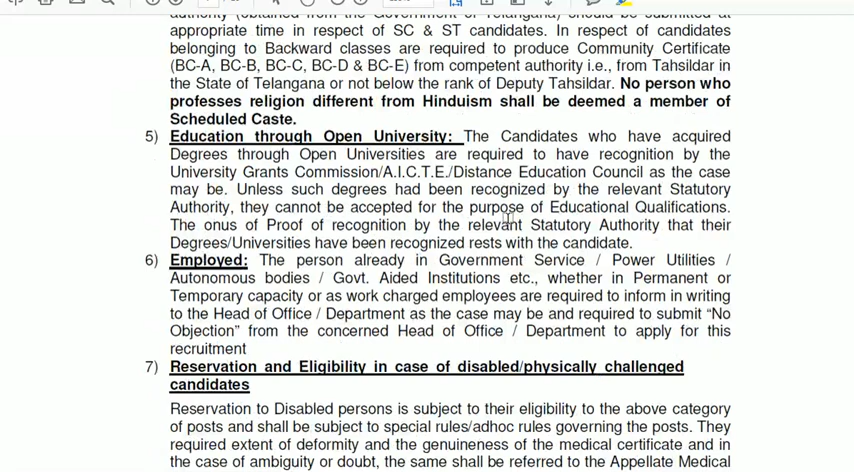 authority (obtained from the Government of Telangana) should be submitted at
appropriate time in respect of SC & ST candidates. In respect of candidates
belonging to Backward classes are required to produce Community Certificate
(BC-A, BC-B, BC-C, BC-D & BC-E) from competent authority i.e., from Tahsildar in
the State of Telangana or not below the rank of Deputy Tahsildar. No person who
professes religion different from Hinduism shall be deemed a member of
Scheduled Caste.
5) Education through Open University: The Candidates who have acquired
Degrees through Open Universities are required to have recognition by the
University Grants Commission/A.I.C.T.E./Distance Education Council as the case
may be. Unless such degrees had been recognized by the relevant Statutory
Authority, they cannot be accepted for the purpose of Educational Qualifications.
The onus of Proof of recognition by the relevant Statutory Authority that their
Degrees/Universities have been recognized rests with the candidate.
6) Employed: The person already in Government Service / Power Utilities /
Autonomous bodies / Govt. Aided Institutions etc., whether in Permanent or
Temporary capacity or as work charged employees are required to inform in writing
to the Head of Office / Department as the case may be and required to submit “No
Objection” from the concerned Head of Office / Department to apply for this
recruitment
7) Reservation and Eligibility in case of disabled/physically challenged
candidates
Reservation to Disabled persons is subject to their eligibility to the above category
of posts and shall be subject to special rules/adhoc rules governing the posts. They
required extent of deformity and the genuineness of the medical certificate and in
the case of ambiguity or doubt, the same shall be referred to the Appellate Medical